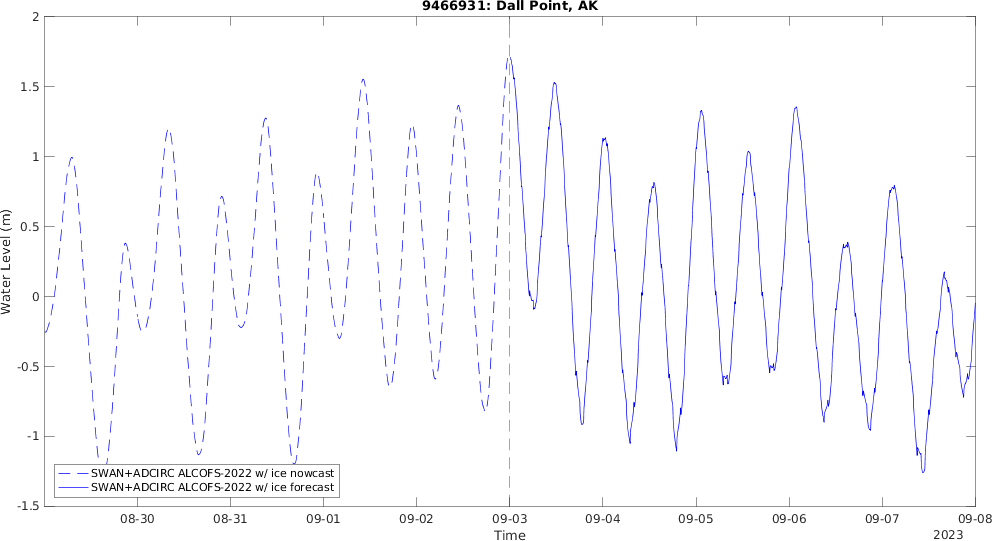 9466931: Dall Point, AK
2
1.5
1
0.5
0
-0.5
-1
-1.5
Water Level (m)
SWAN+ADCIRC ALCOFS-2022 w/ ice nowcast
SWAN+ADCIRC ALCOFS-2022 w/ ice forecast
08-30 08-31 09-01 09-02 09-03 09-04 09-05 09-06 09-07 09-08
Time
2023